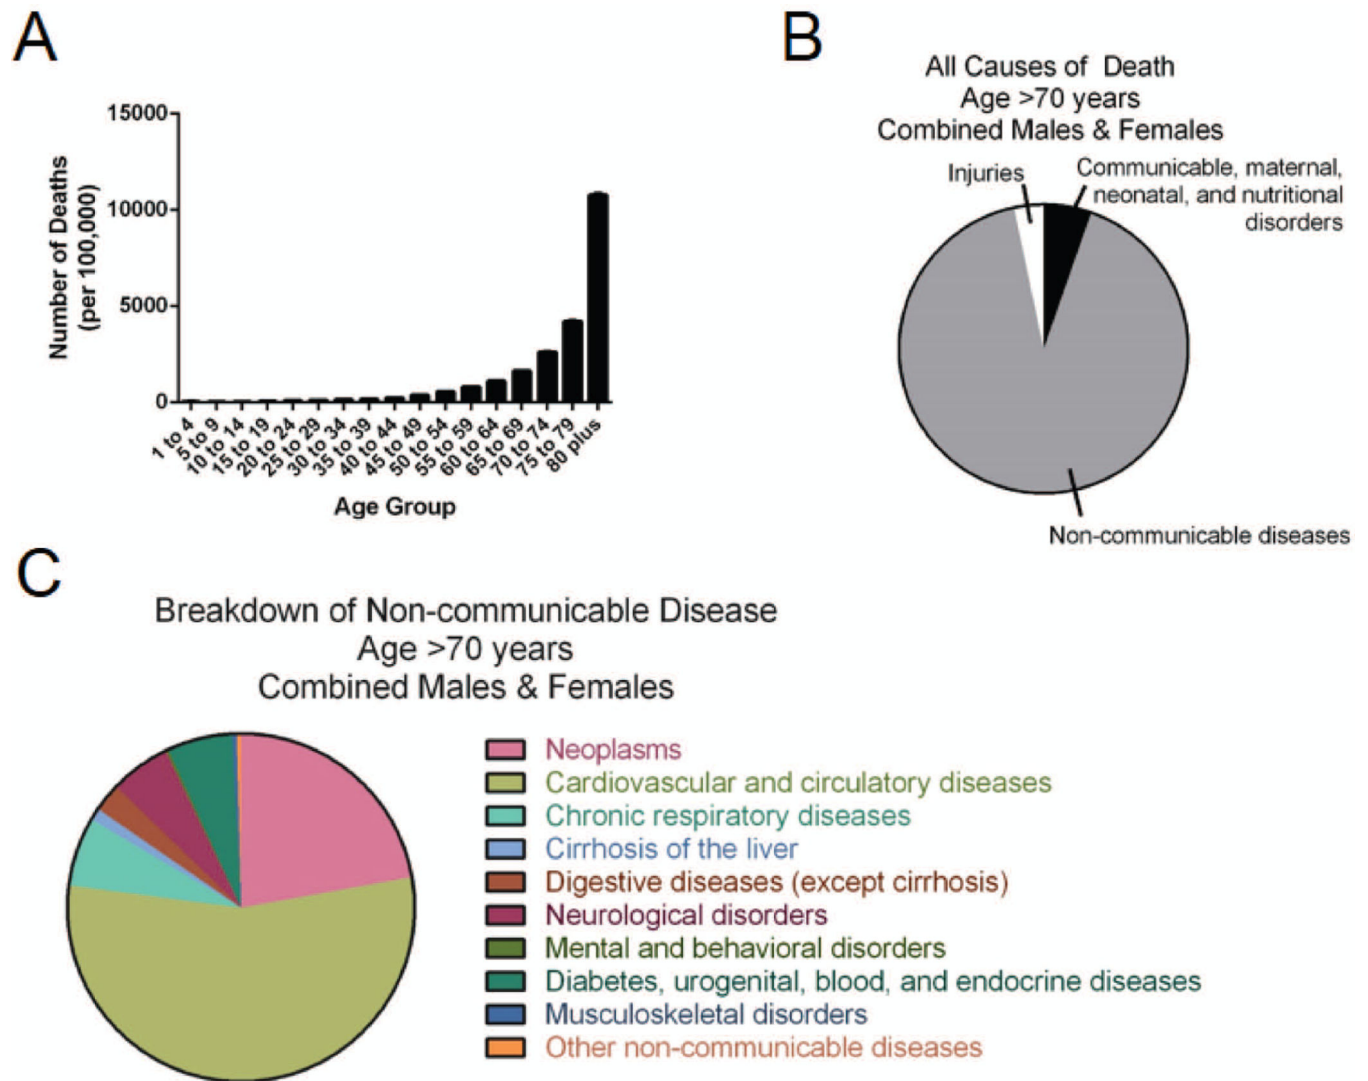 A
15000
10000
5000
0
Number of Deaths
(per 100,000)
1 to 4
5 to 9
10 to 14
15 to 19
20 to 24
25 to 29
30 to 34
35 to 39
40 to 44
45 to 49
50 to 54
55 to 59
60 to 64
65 to 69
70 to 74
75 to 79
80 plus
Age Group
B
All Causes of Death
Age >70 years
Combined Males & Females
Injuries
Communicable, maternal,
neonatal, and nutritional
disorders
Non-communicable diseases
C
Breakdown of Non-communicable Disease
Age >70 years
Combined Males & Females
Neoplasms
Cardiovascular and circulatory diseases
Chronic respiratory diseases
Cirrhosis of the liver
Digestive diseases (except cirrhosis)
Neurological disorders
Mental and behavioral disorders
Diabetes, urogenital, blood, and endocrine diseases
Musculoskeletal disorders
Other non-communicable diseases